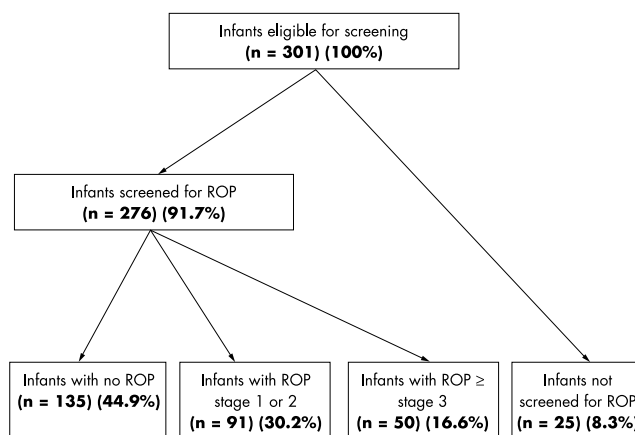 Infants eligible for screening
(n = 301) (100%)
Infants screened for ROP
(n = 276) (91.7%)
Infants with no ROP
(n = 135) (44.9%)
Infants with ROP
stage 1 or 2
(n = 91) (30.2%)
Infants with ROP ≥
stage 3
(n = 50) (16.6%)
Infants not
screened for ROP
(n = 25) (8.3%)